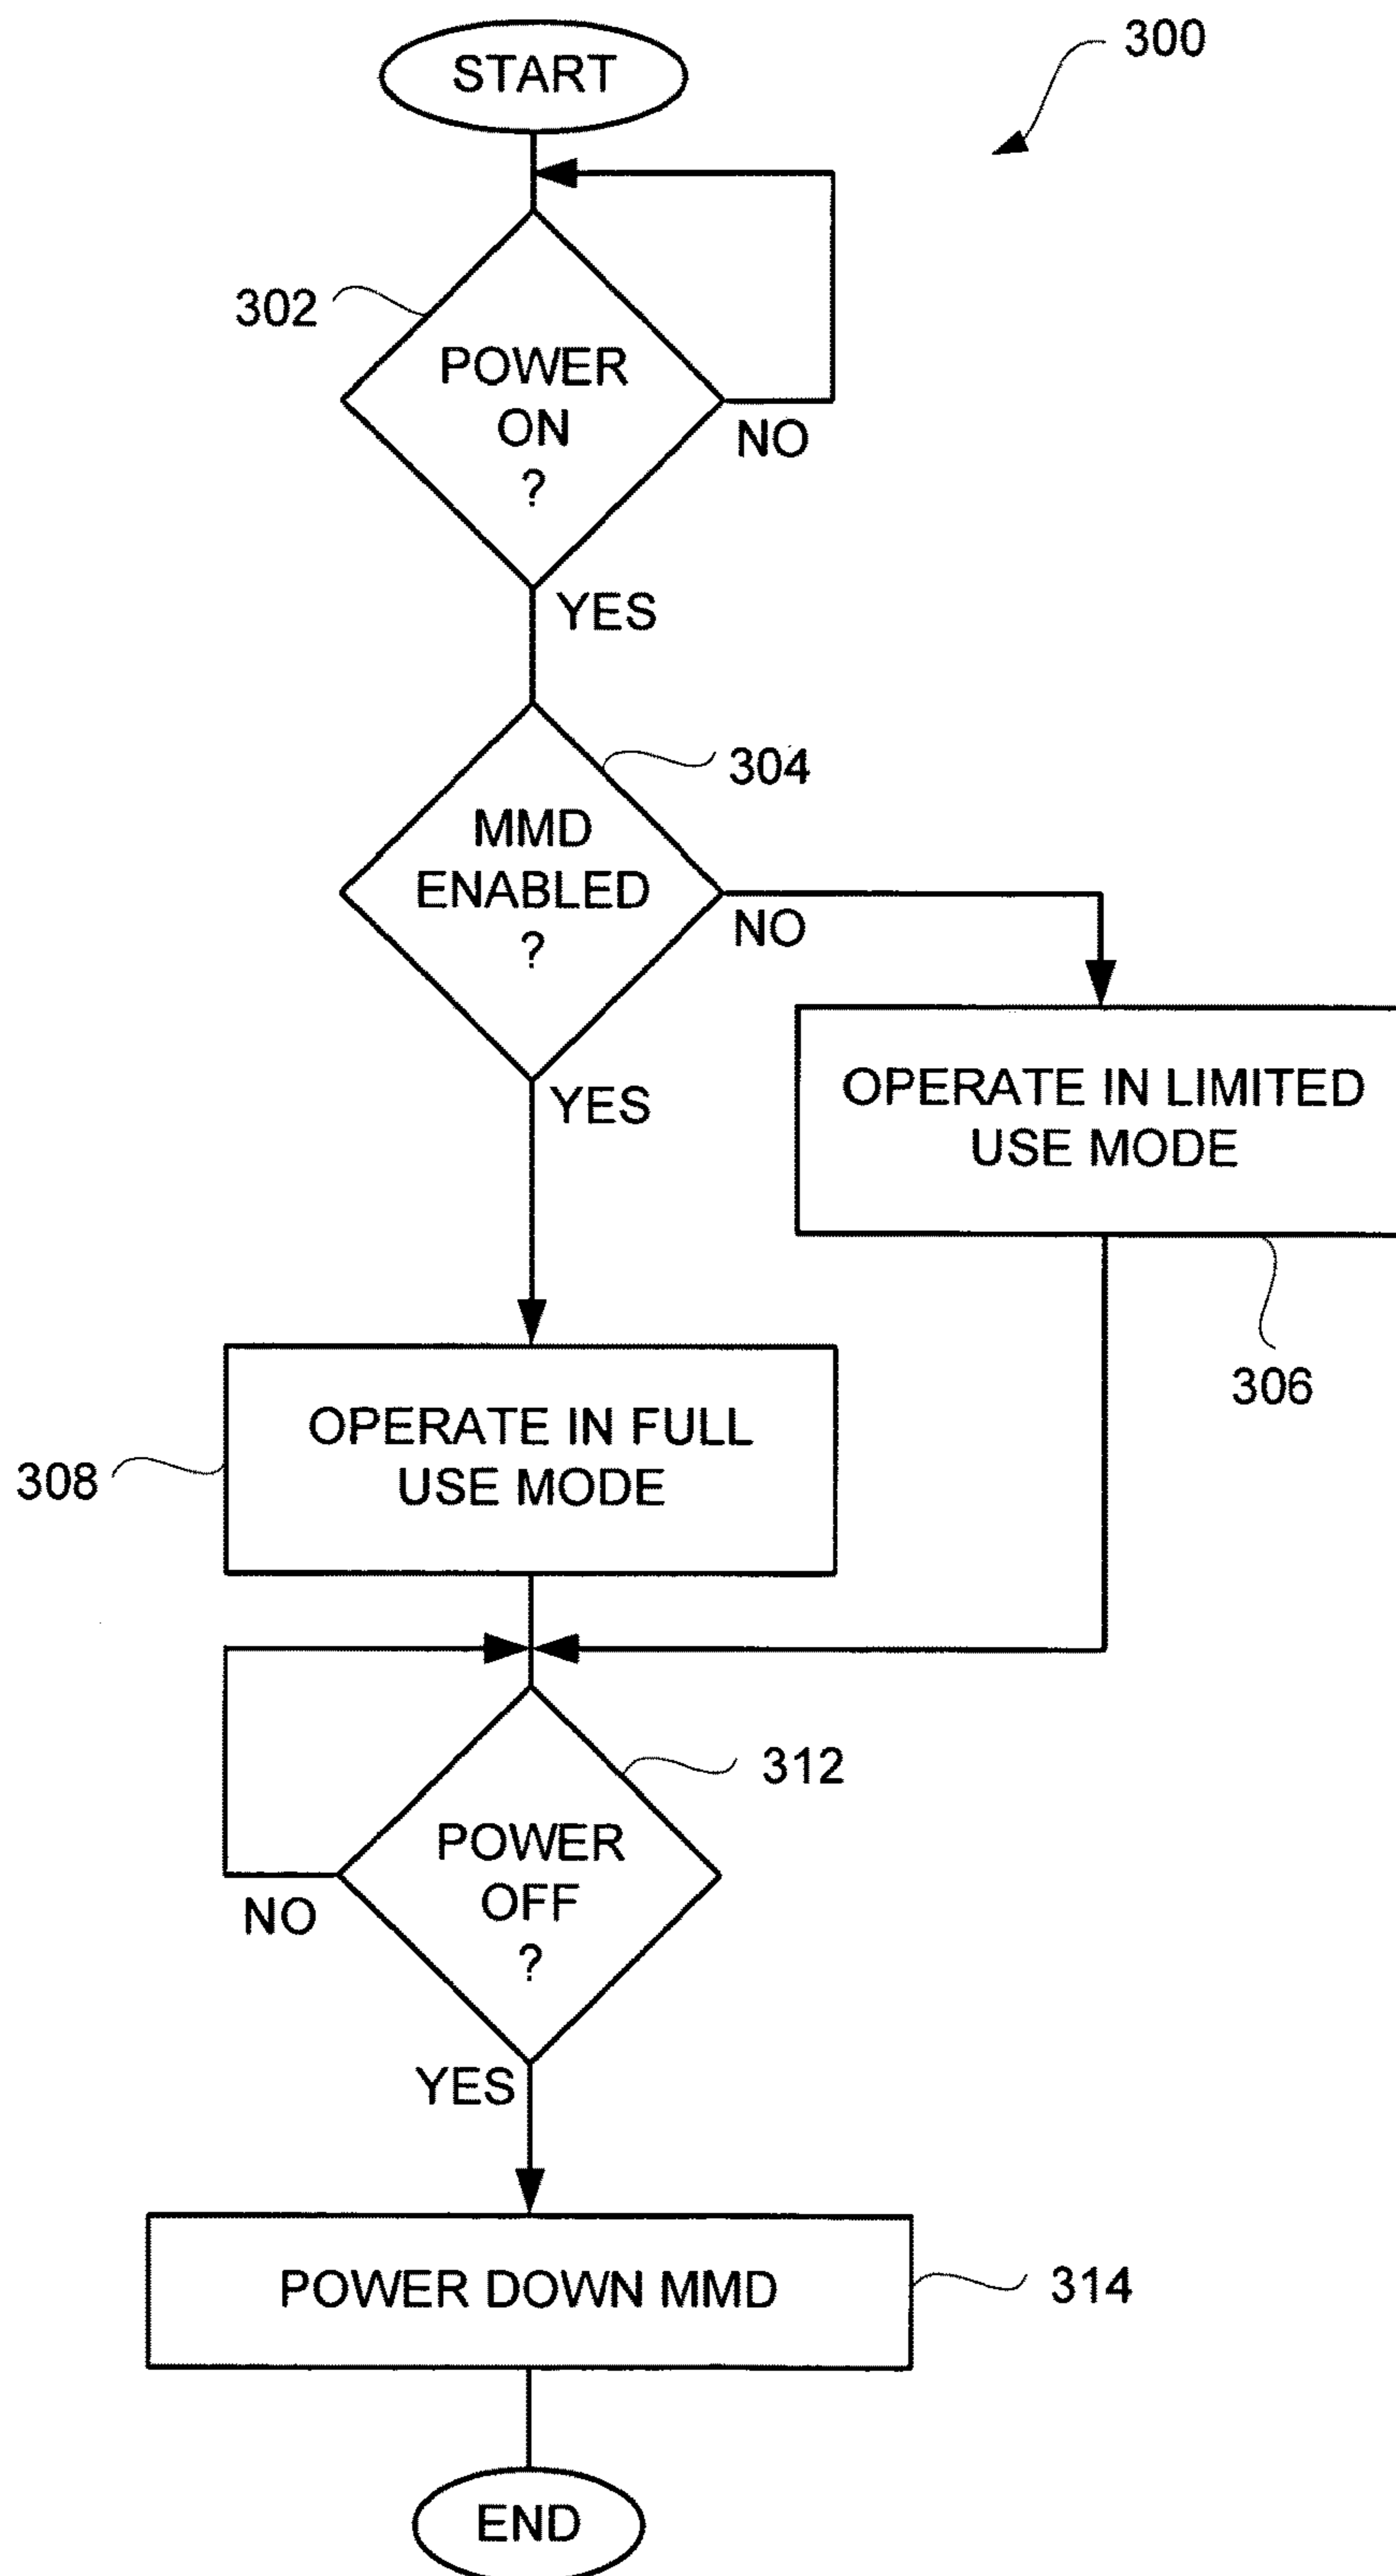 START
300
302
POWER
ON
?
NO
YES
304
MMD
ENABLED
?
NO
YES
OPERATE IN LIMITED
USE MODE
306
OPERATE IN FULL
USE MODE
308
312
POWER
OFF
?
NO
YES
POWER DOWN MMD
314
END